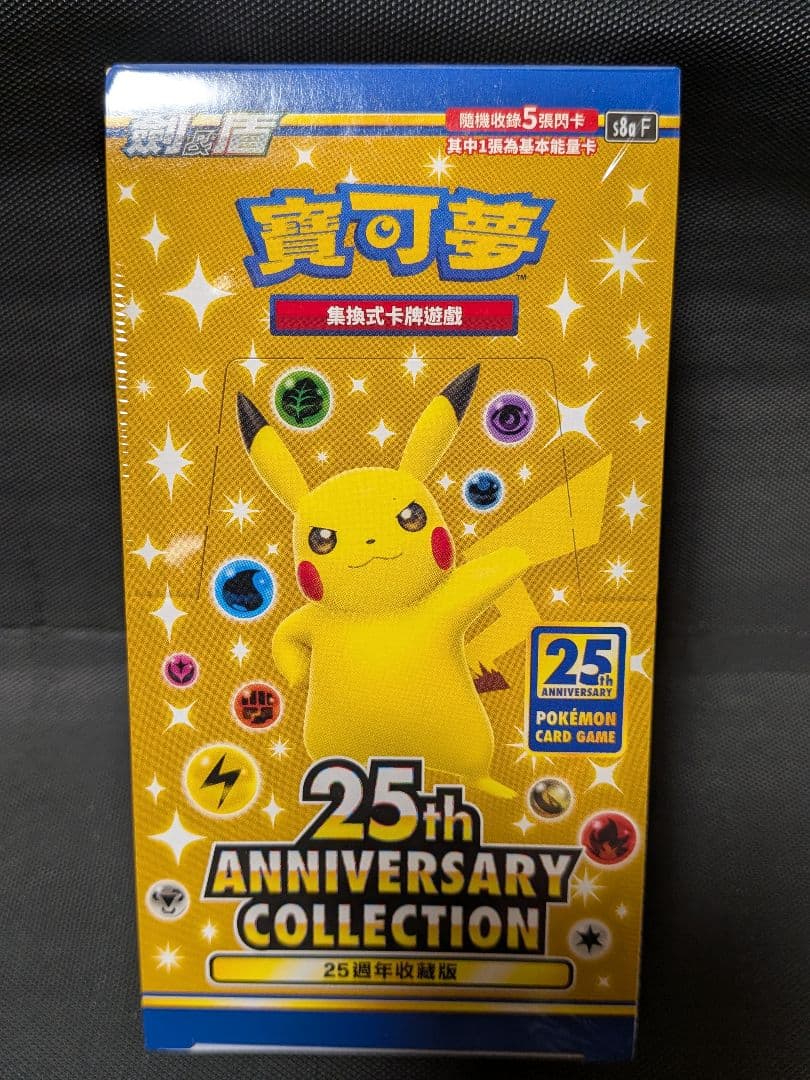 劍&盾
隨機收錄5張閃卡
其中1張為基本能量卡
s8a F
寶可夢™
集換式卡牌遊戲
25th
ANNIVERSARY
POKÉMON
CARD GAME
25th
ANNIVERSARY
COLLECTION
25週年收藏版